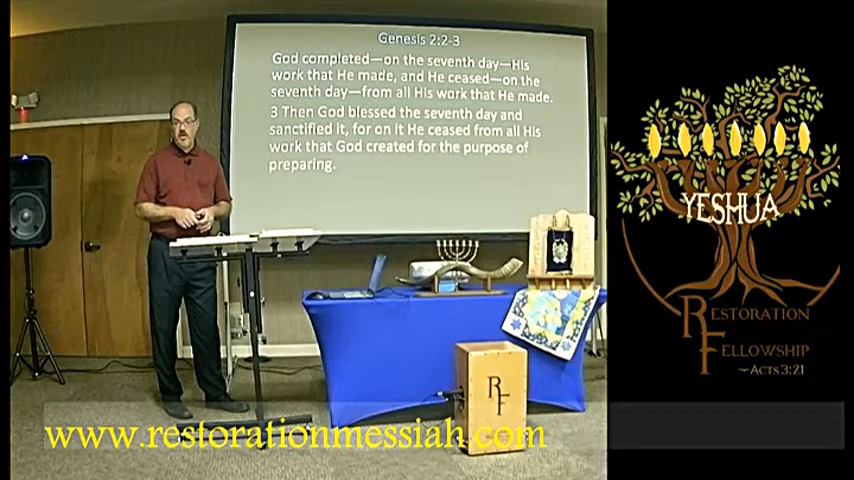 Genesis 2:2-3
God completed—on the seventh day—His
work that He made, and He ceased—on the
seventh day—from all His work that He made.
3 Then God blessed the seventh day and
sanctified it, for on it He ceased from all His
work that God created for the purpose of
preparing.
YESHUA
RESTORATION
FELLOWSHIP
~ACTS 3:21
RF
www.restorationmessiah.com